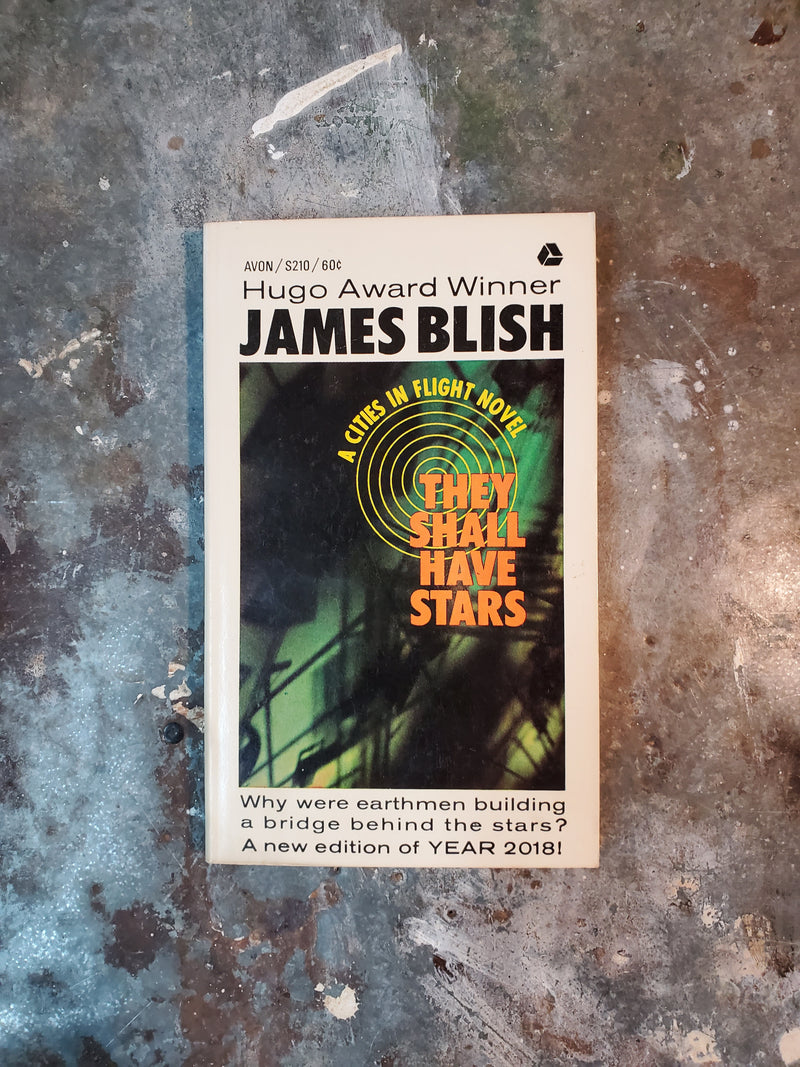 AVON/S210/60¢
Hugo Award Winner
JAMES BLISH
A CITIES IN FLIGHT NOVEL
THEY
SHALL
HAVE
STARS
Why were earthmen building
a bridge behind the stars?
A new edition of YEAR 2018!